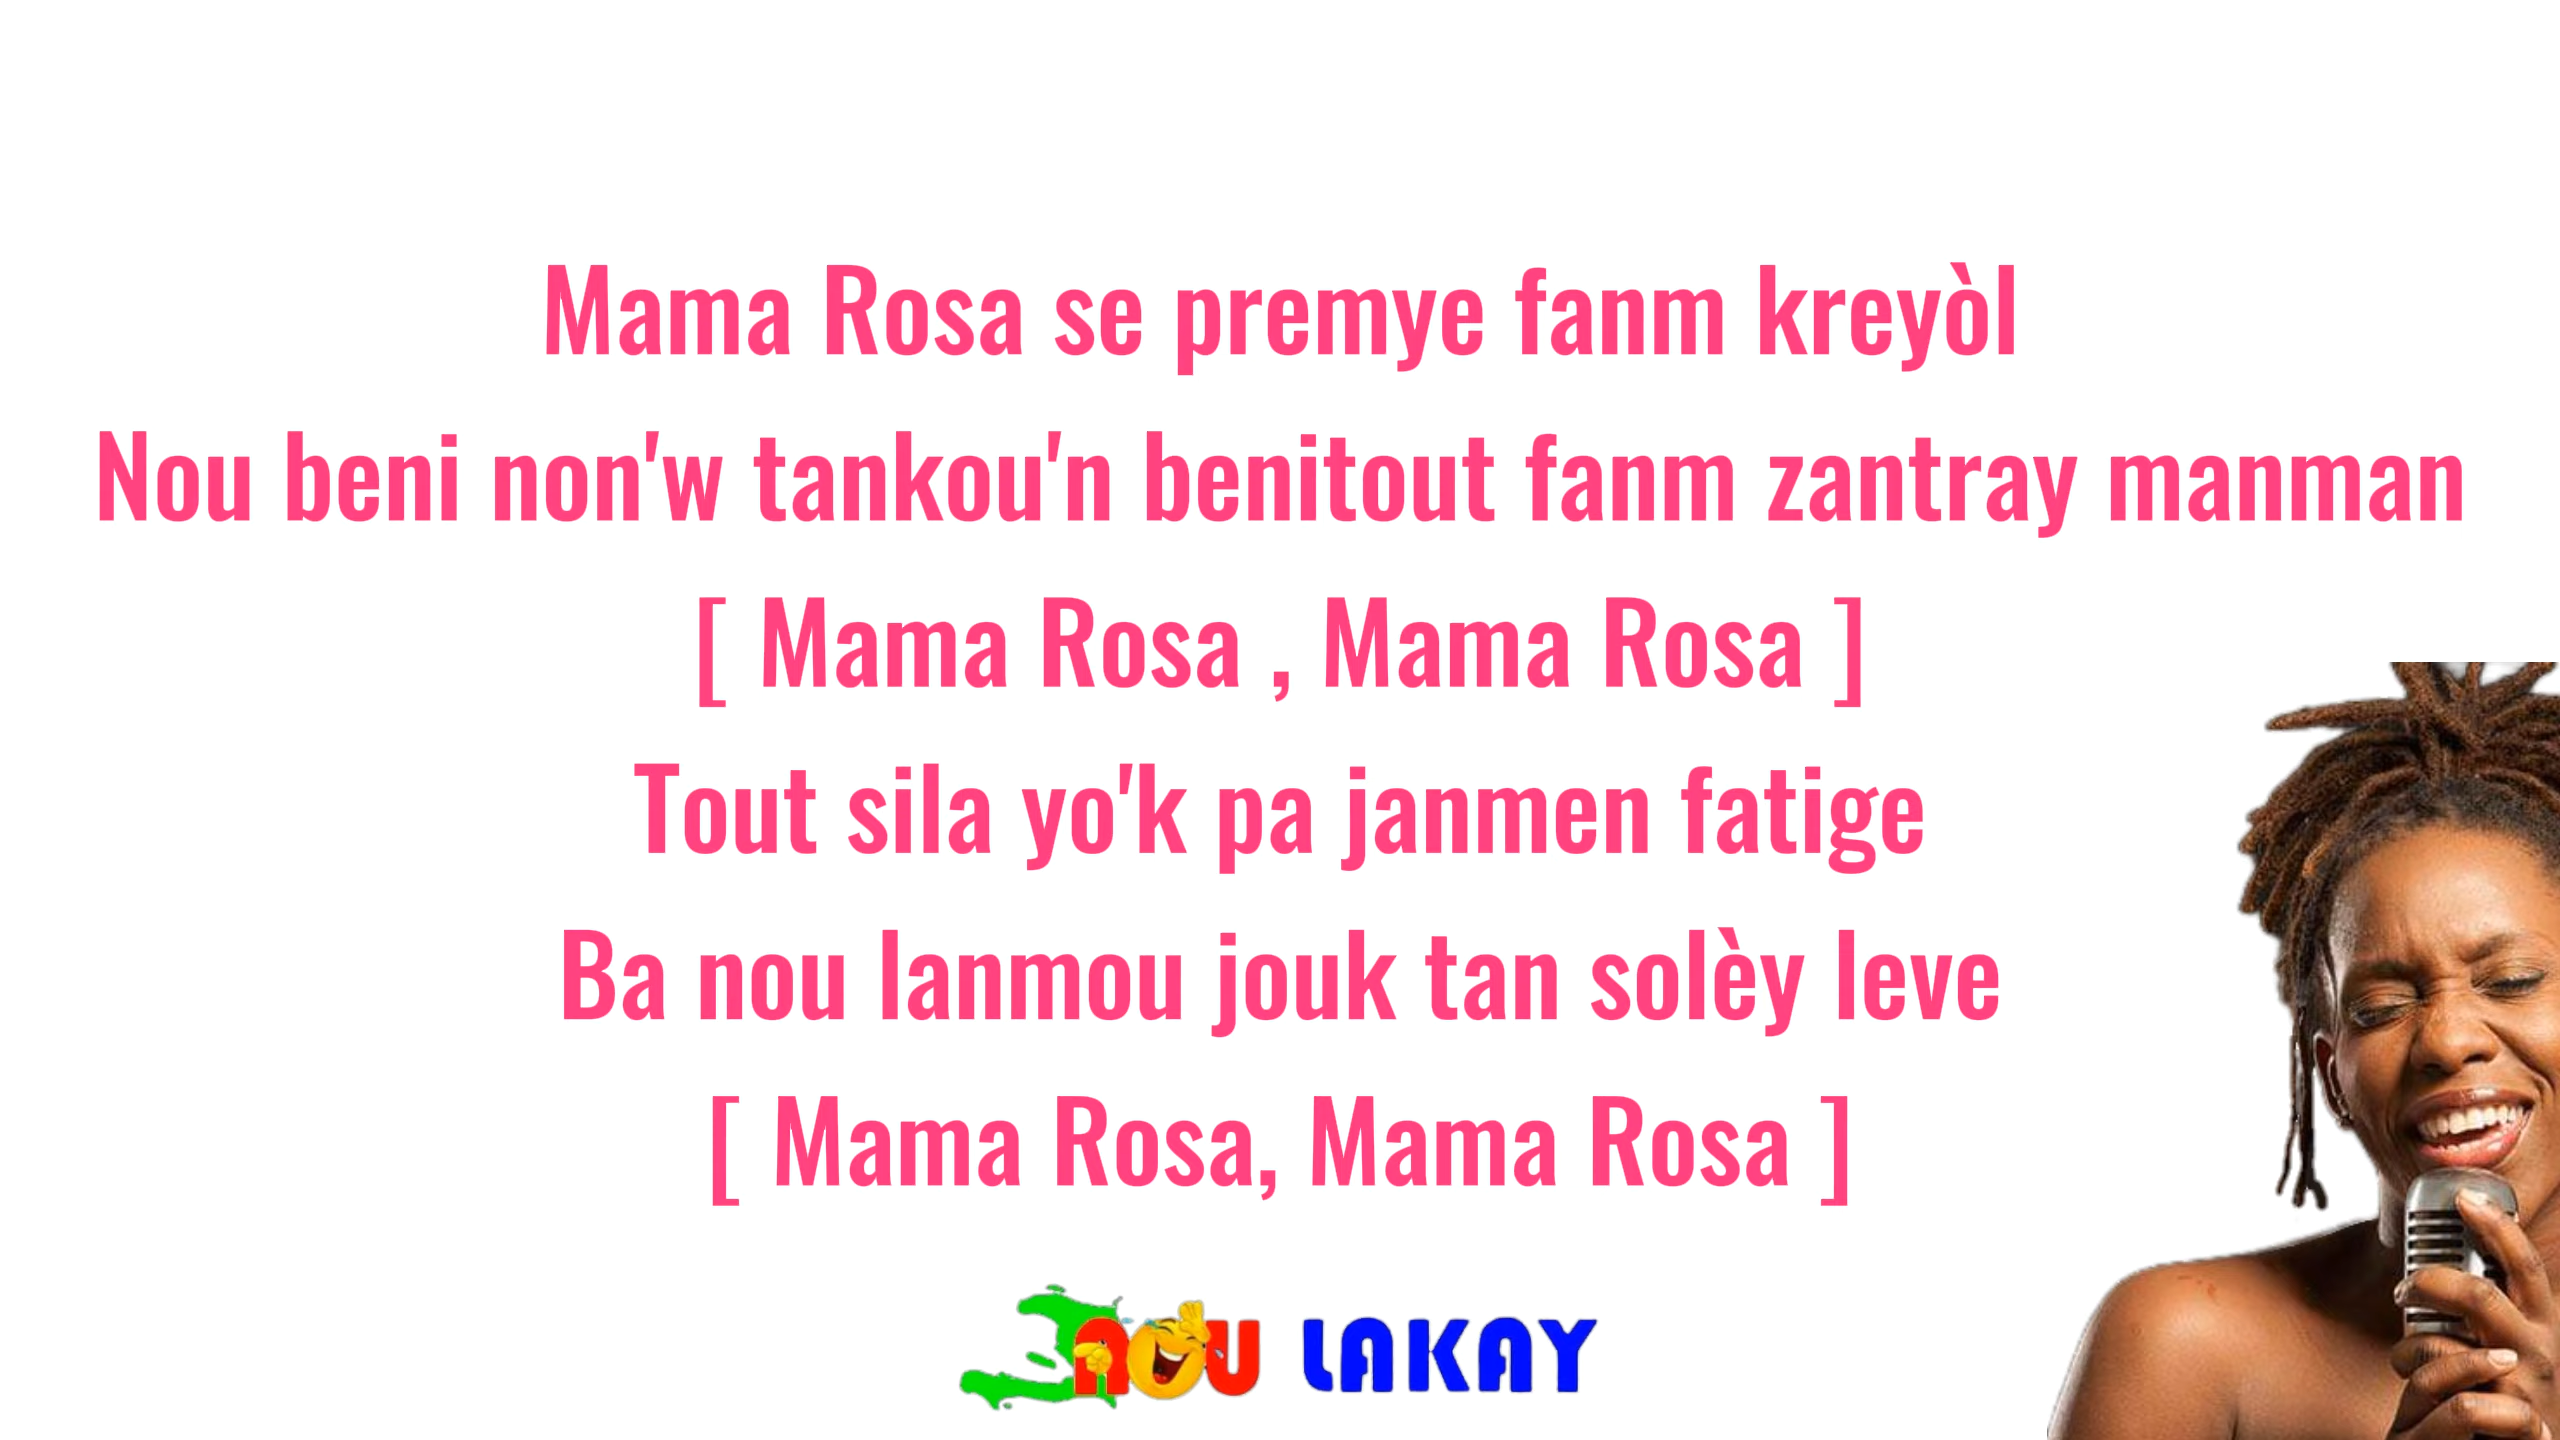 Mama Rosa se premye fanm kreyòl
Nou beni non'w tankou'n benitout fanm zantray manman
[ Mama Rosa , Mama Rosa ]
Tout sila yo'k pa janmen fatige
Ba nou lanmou jouk tan solèy leve
[ Mama Rosa, Mama Rosa ]
NOU LAKAY